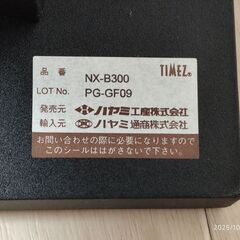 TIMEZ®
品番 NX-B300
LOT No. PG-GF09
発売元 ハヤミ工産株式会社
輸入元 ハヤミ通商株式会社
お問い合わせの際に必要になりますので
このシールははがさないで下さい。
2025/10